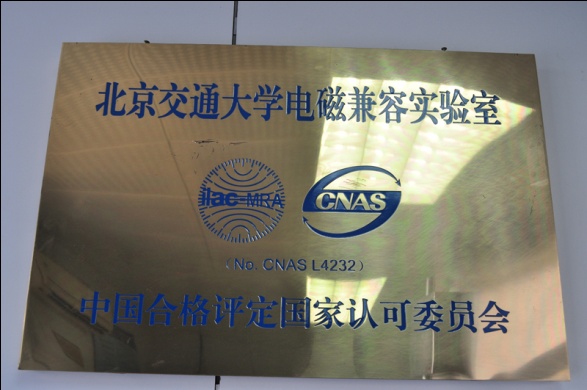 北京交通大学电磁兼容实验室
ilac-MRA CNAS
(No. CNAS L4232)
中国合格评定国家认可委员会